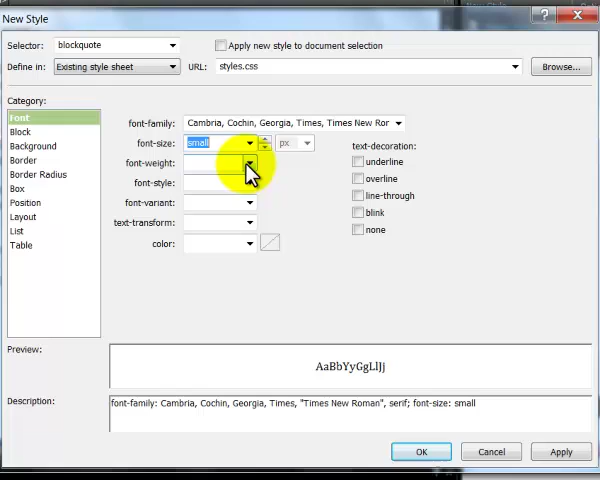 New Style
Selector: blockquote Apply new style to document selection
Define in: Existing style sheet URL: styles.css Browse...
Category:
Font
Block
Background
Border
Border Radius
Box
Position
Layout
List
Table
font-family: Cambria, Cochin, Georgia, Times, Times New Ror
font-size: small px
font-weight:
font-style:
font-variant:
text-transform:
color:
text-decoration:
underline
overline
line-through
blink
none
Preview:
AaBbYyGgLlJj
Description:
font-family: Cambria, Cochin, Georgia, Times, "Times New Roman", serif; font-size: small
OK Cancel Apply